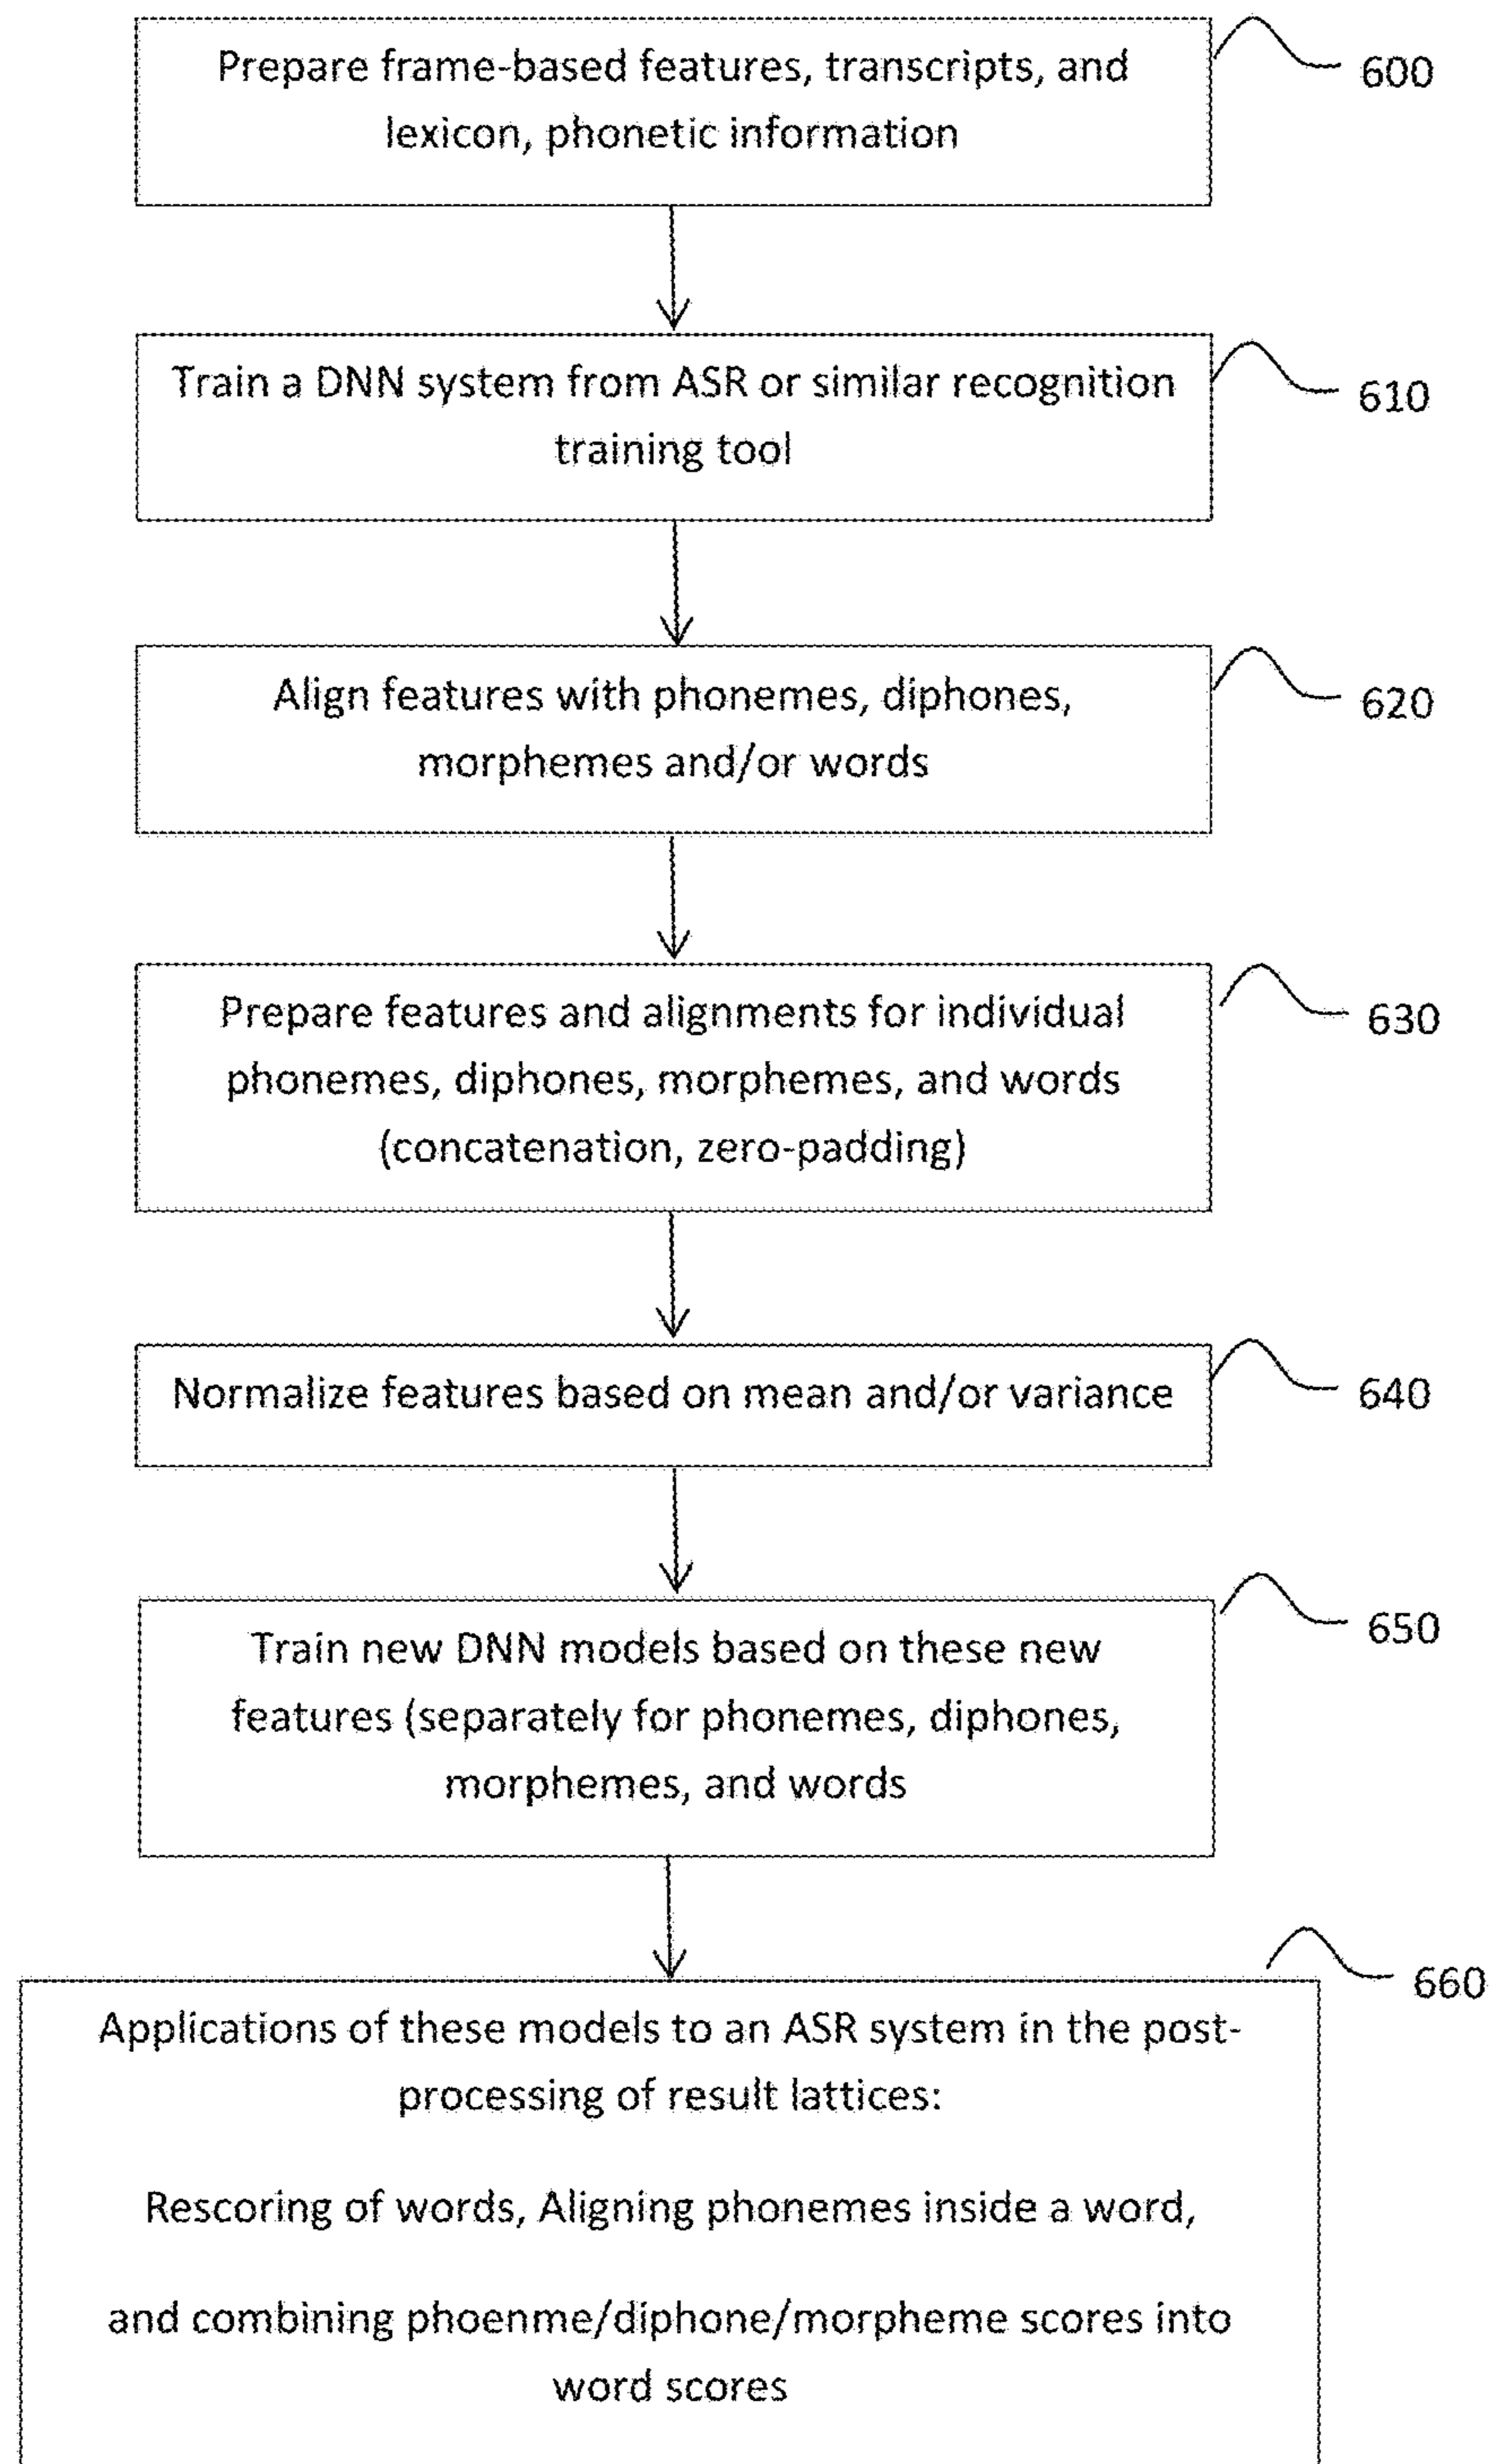 Prepare frame-based features, transcripts, and
lexicon, phonetic information
600
Train a DNN system from ASR or similar recognition
training tool
610
Align features with phonemes, diphones,
morphemes and/or words
620
Prepare features and alignments for individual
phonemes, diphones, morphemes, and words
(concatenation, zero-padding)
630
Normalize features based on mean and/or variance
640
Train new DNN models based on these new
features (separately for phonemes, diphones,
morphemes, and words
650
Applications of these models to an ASR system in the post-
processing of result lattices:
Rescoring of words, Aligning phonemes inside a word,
and combining phoenme/diphone/morpheme scores into
word scores
660